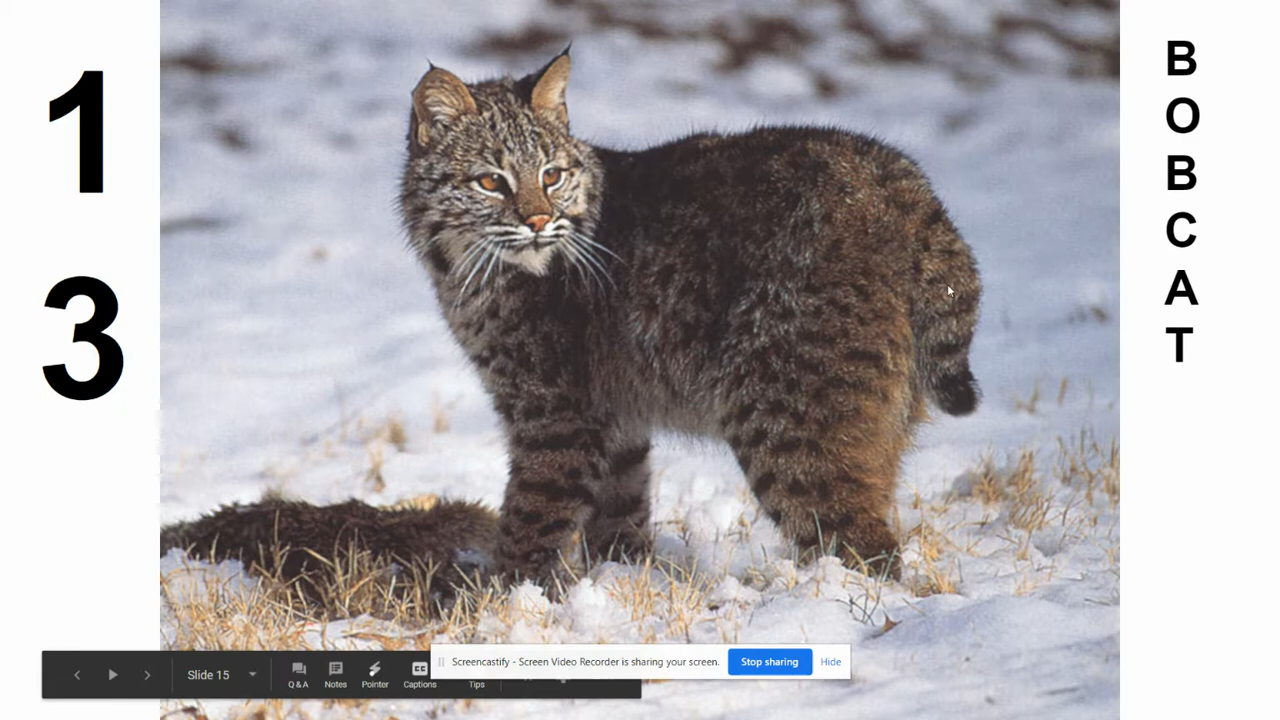 1
3
B
O
B
C
A
T
Screencastify - Screen Video Recorder is sharing your screen.
Stop sharing
Hide
Slide 15
Q & A
Notes
Pointer
Captions
Tips